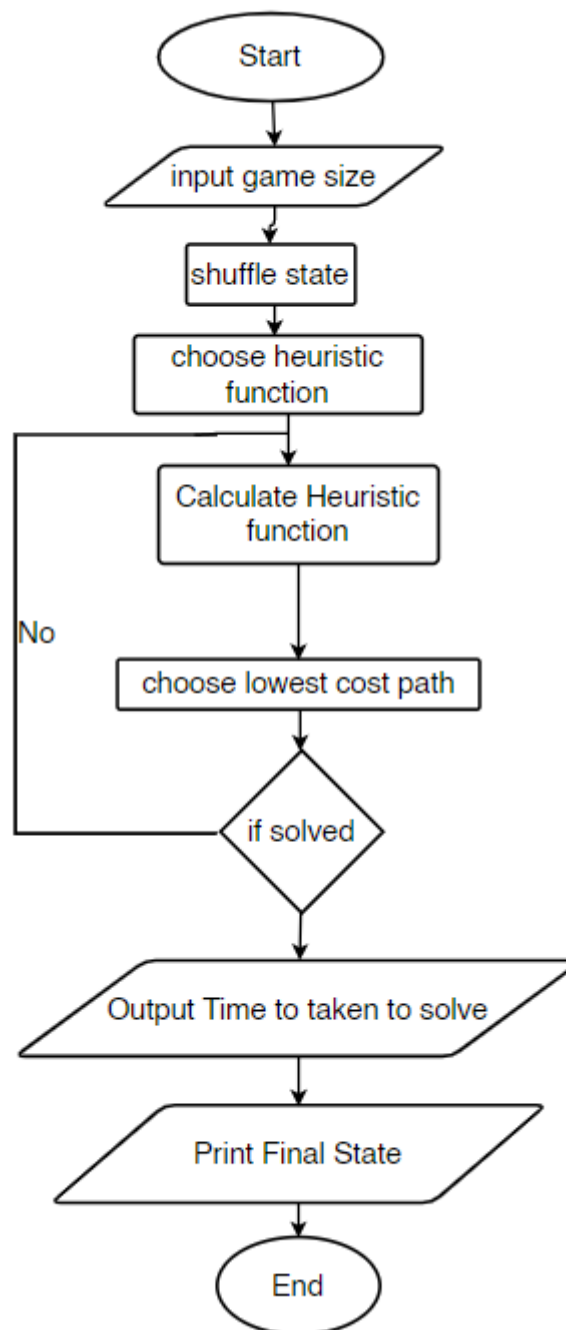 Start
input game size
shuffle state
choose heuristic
function
Calculate Heuristic
function
No
choose lowest cost path
if solved
Output Time to taken to solve
Print Final State
End